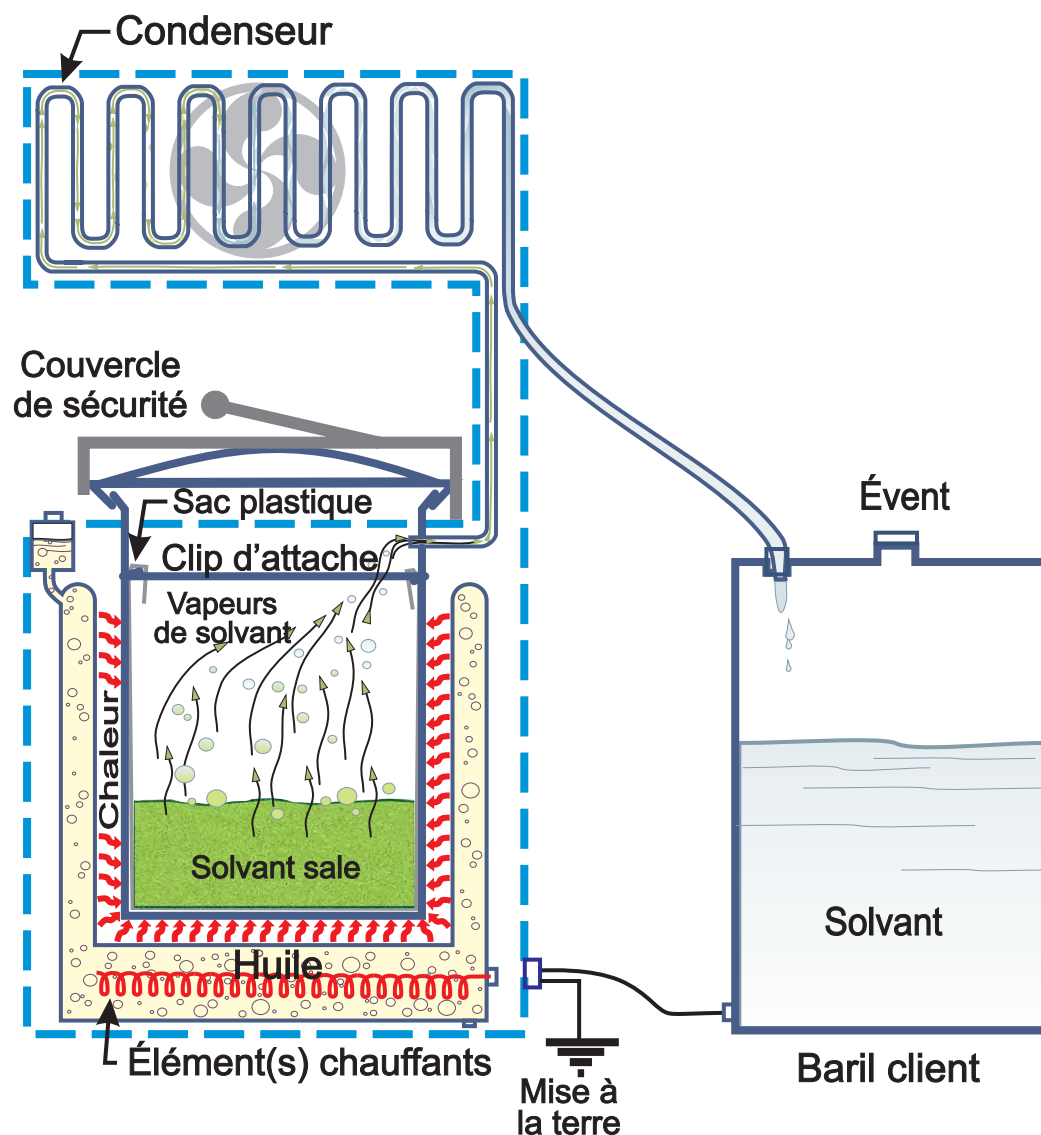 Condenseur
Couvercle
de sécurité
Sac plastique
Évent
Clip d'attache
Vapeurs
de solvant
Chaleur
Solvant sale
Solvant
Huile
Élément(s) chauffants
Mise à
la terre
Baril client